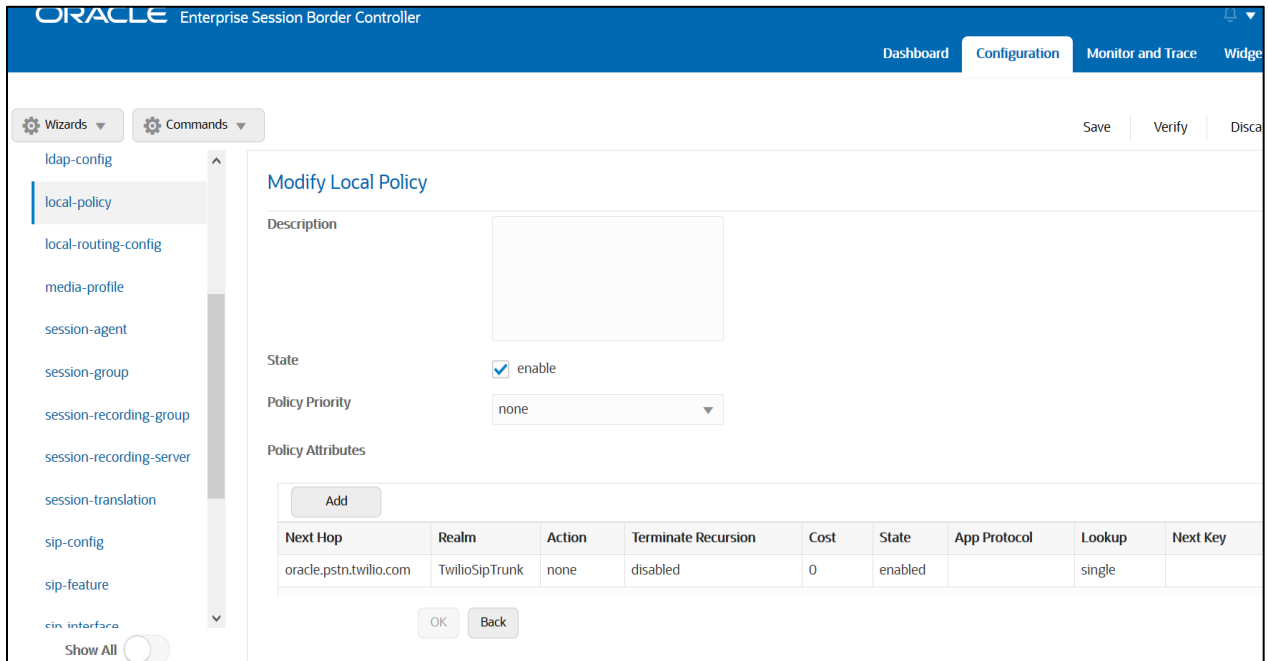 ORACLE Enterprise Session Border Controller
Dashboard Configuration Monitor and Trace Widge
Wizards Commands Save Verify Disca
ldap-config
local-policy
local-routing-config
media-profile
session-agent
session-group
session-recording-group
session-recording-server
session-translation
sip-config
sip-feature
sip-interface
Show All
Modify Local Policy
Description
State enable
Policy Priority none
Policy Attributes
Add
Next Hop Realm Action Terminate Recursion Cost State App Protocol Lookup Next Key
oracle.pstn.twilio.com TwilioSipTrunk none disabled 0 enabled single
OK Back